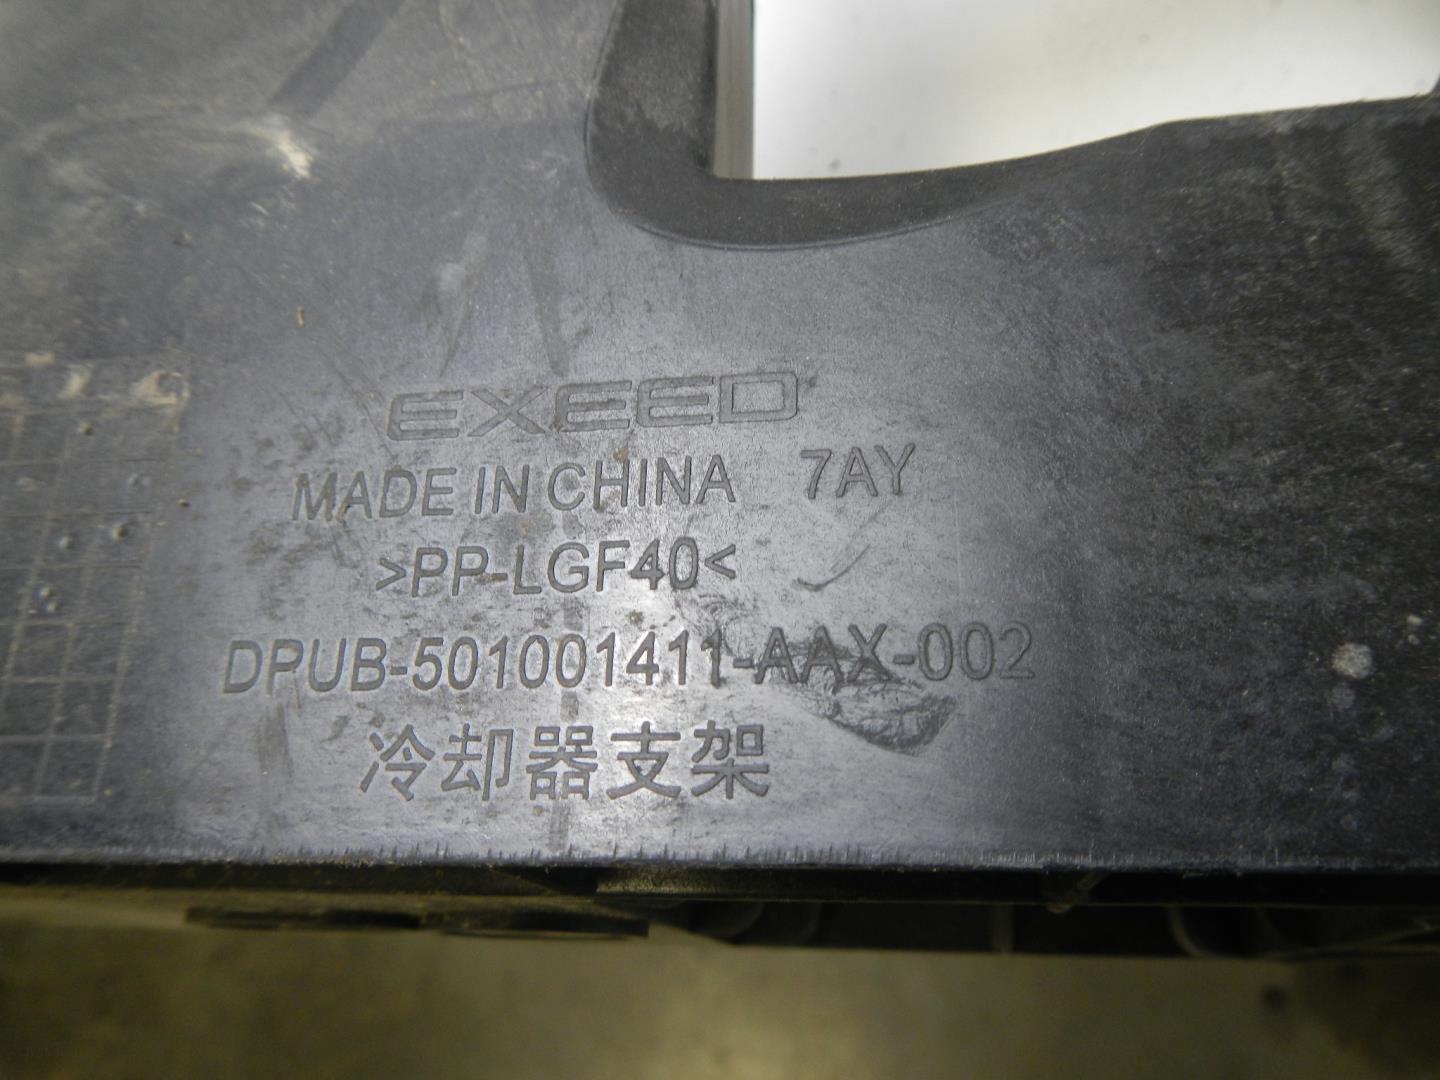 EXEED
MADE IN CHINA 7AY
>PP-LGF40<
DPUB-501001411-AAX-002
冷却器支架